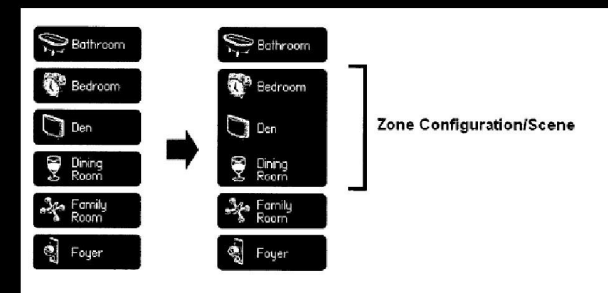 Bathroom
Bedroom
Den
Dining
Room
Family
Room
Foyer
Bathroom
Bedroom
Den
Dining
Room
Family
Room
Foyer
Zone Configuration/Scene